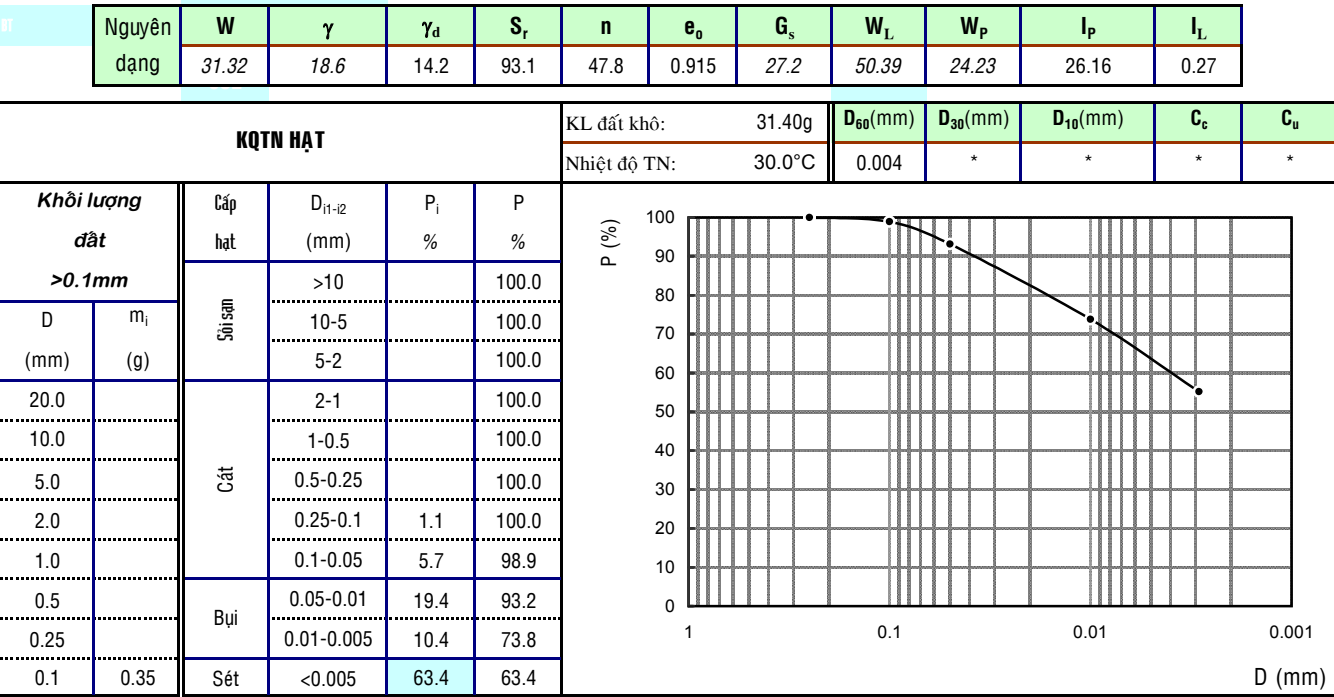 Nguyên dạng W γ γd Sr n eo Gs WL WP IP IL
31.32 18.6 14.2 93.1 47.8 0.915 27.2 50.39 24.23 26.16 0.27
KQTN HẠT
KL đất khô: 31.40g D60(mm) D30(mm) D10(mm) Cc Cu
Nhiệt độ TN: 30.0°C 0.004 * * * *
Khối lượng đất >0.1mm
D (mm) mi (g)
20.0
10.0
5.0
2.0
1.0
0.5
0.25
0.1 0.35
Cấp hạt Di1-i2 (mm) Pi % P %
Sỏi sạn
>10 100.0
10-5 100.0
5-2 100.0
Cát
2-1 100.0
1-0.5 100.0
0.5-0.25 100.0
0.25-0.1 1.1 100.0
0.1-0.05 5.7 98.9
Bụi
0.05-0.01 19.4 93.2
0.01-0.005 10.4 73.8
Sét <0.005 63.4 63.4
P (%)
100
90
80
70
60
50
40
30
20
10
0
1 0.1 0.01 0.001
D (mm)